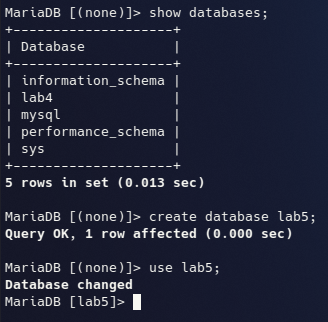 MariaDB [(none)]> show databases;
+--------------------+
| Database           |
+--------------------+
| information_schema |
| lab4               |
| mysql              |
| performance_schema |
| sys                |
+--------------------+
5 rows in set (0.013 sec)

MariaDB [(none)]> create database lab5;
Query OK, 1 row affected (0.000 sec)

MariaDB [(none)]> use lab5;
Database changed
MariaDB [lab5]>